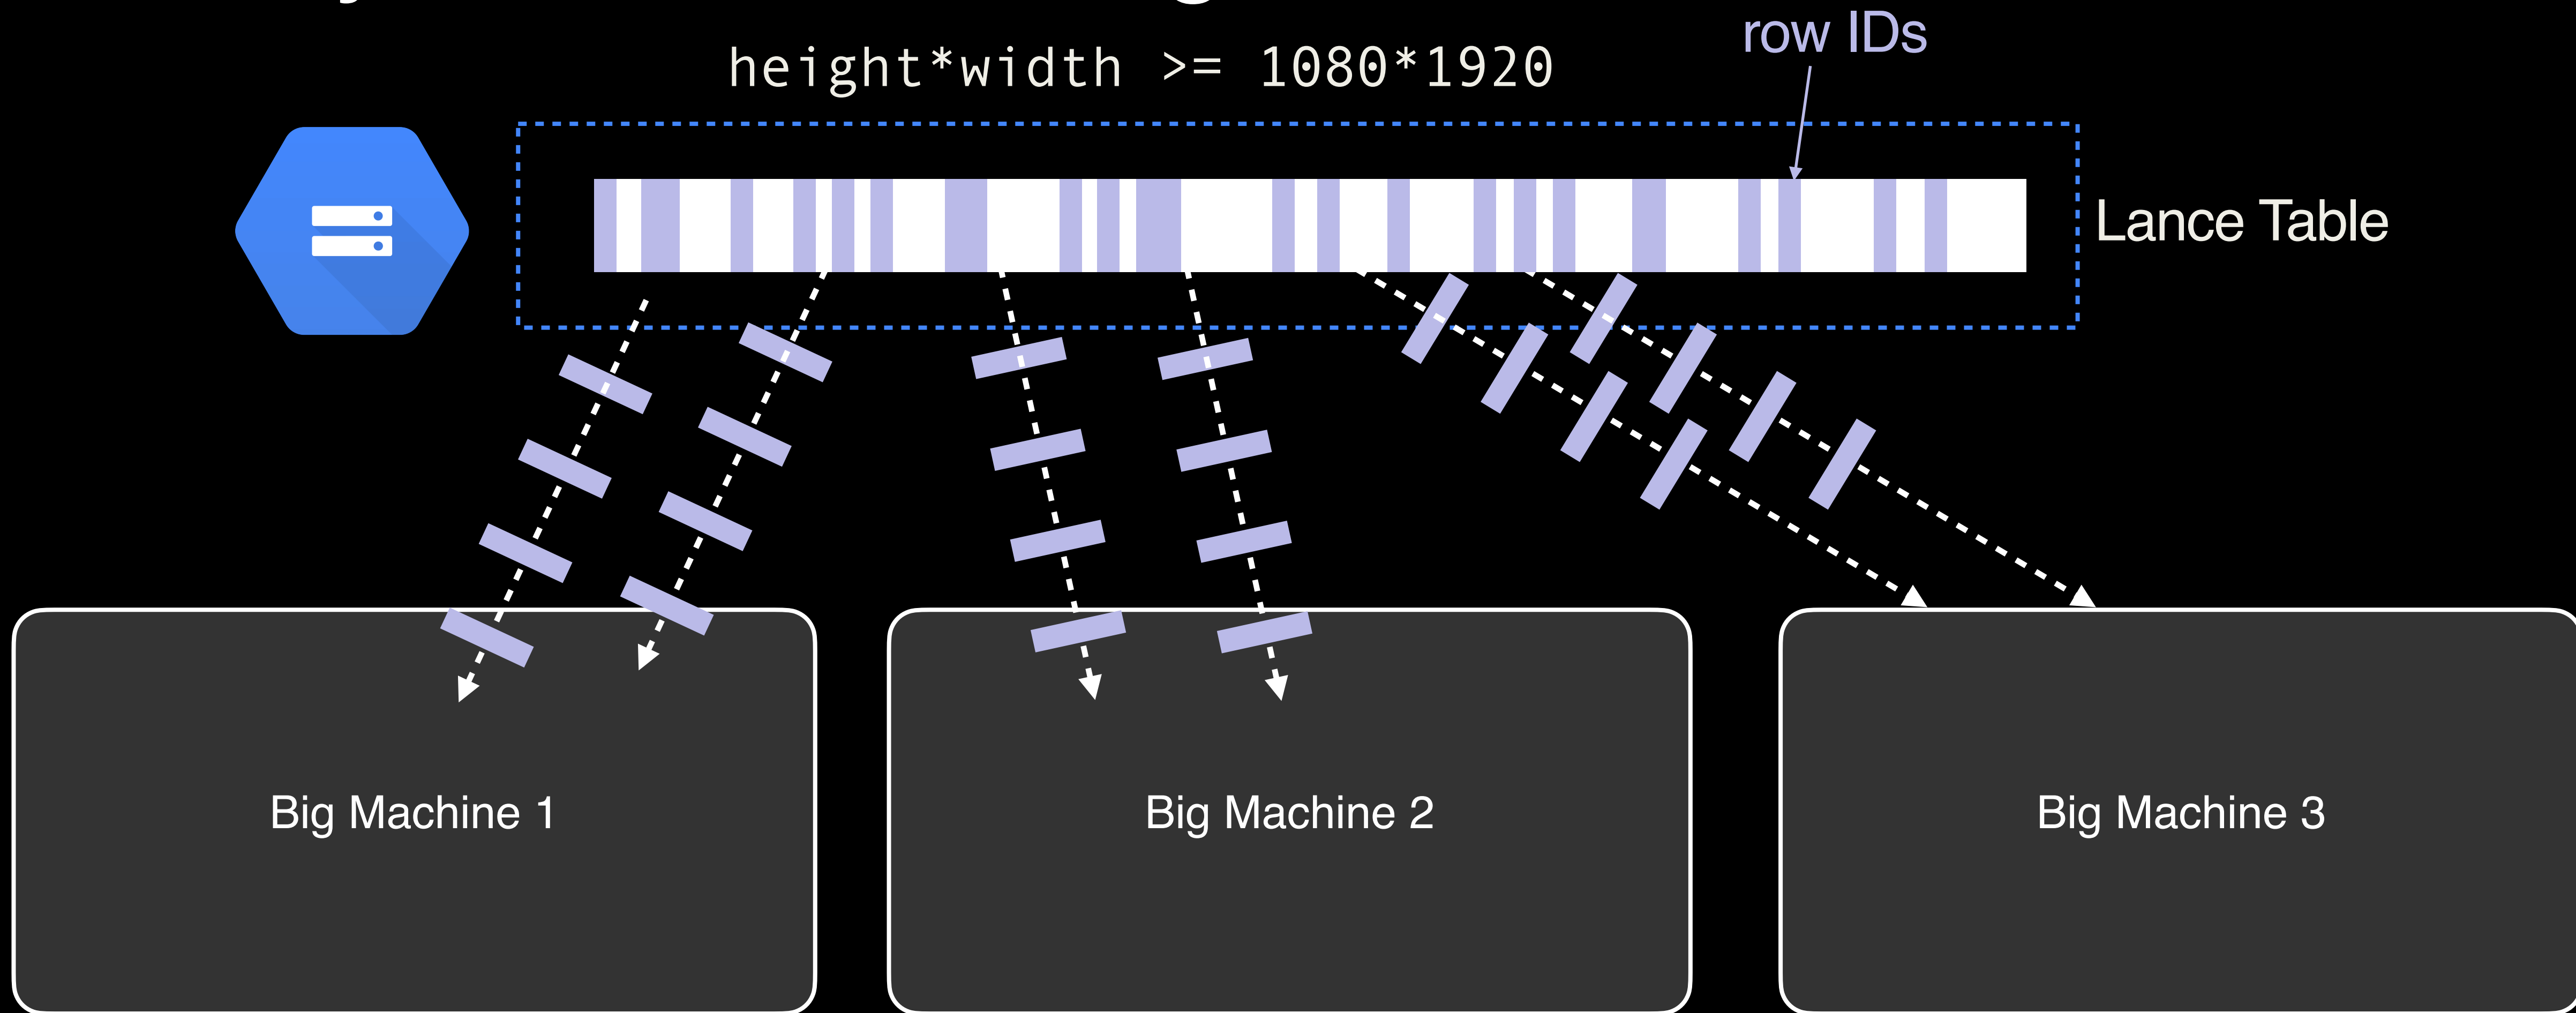 row IDs
height*width >= 1080*1920
Lance Table
Big Machine 1
Big Machine 2
Big Machine 3